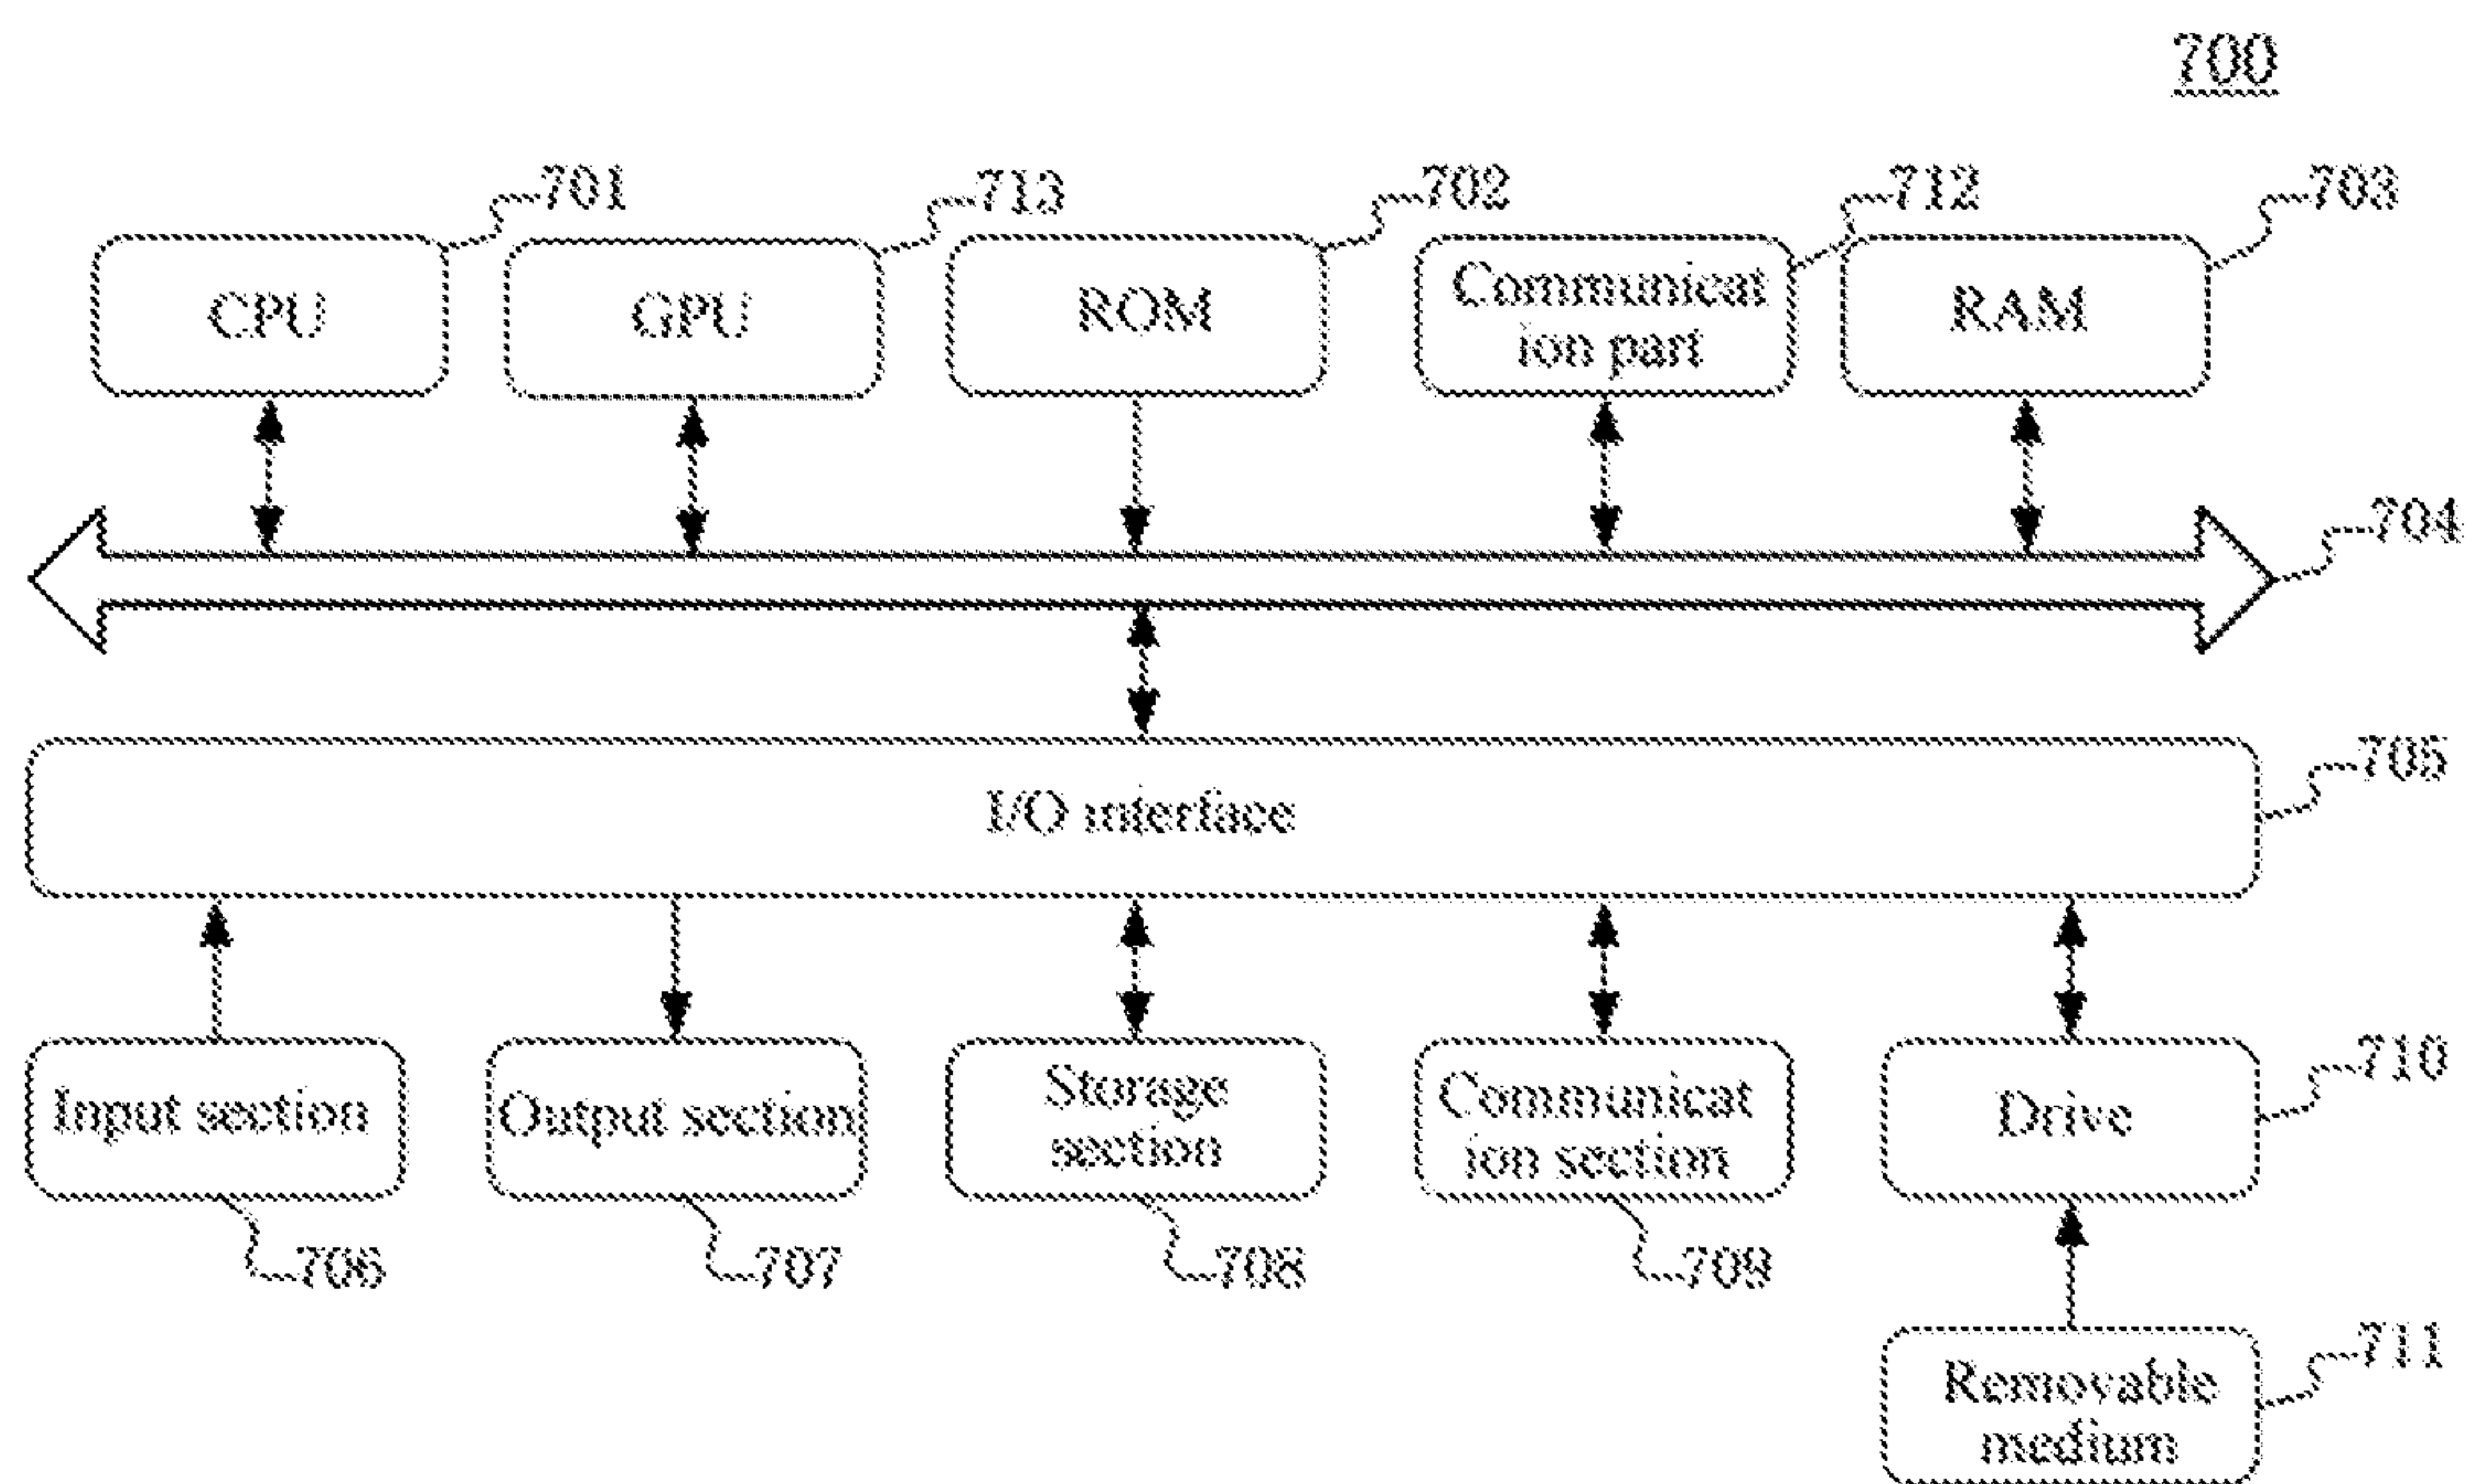 700
701
713
702
712
703
CPU
GPU
ROM
Communicat
ion part
RAM
704
705
I/O interface
710
Input section
Output section
Storage
section
Communicat
ion section
Drive
706
707
708
709
711
Removable
medium